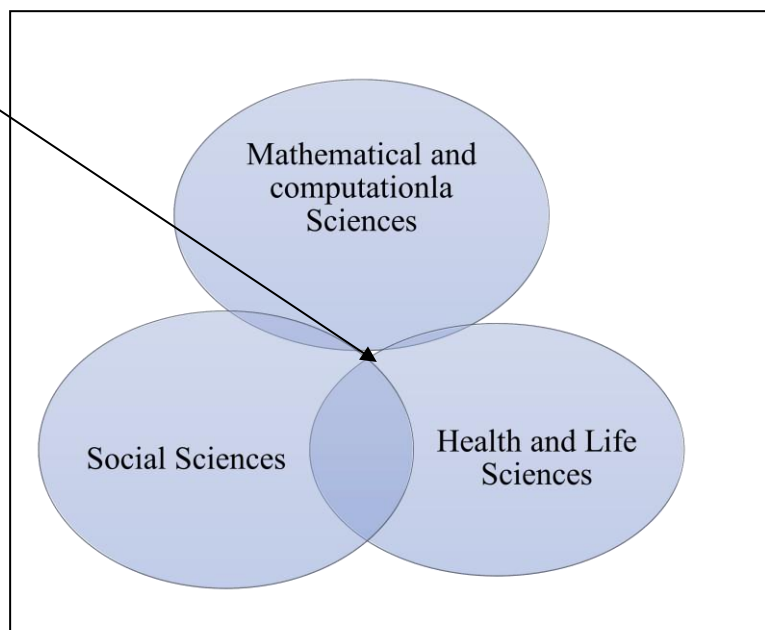 Mathematical and
computationla
Sciences
Social Sciences
Health and Life
Sciences